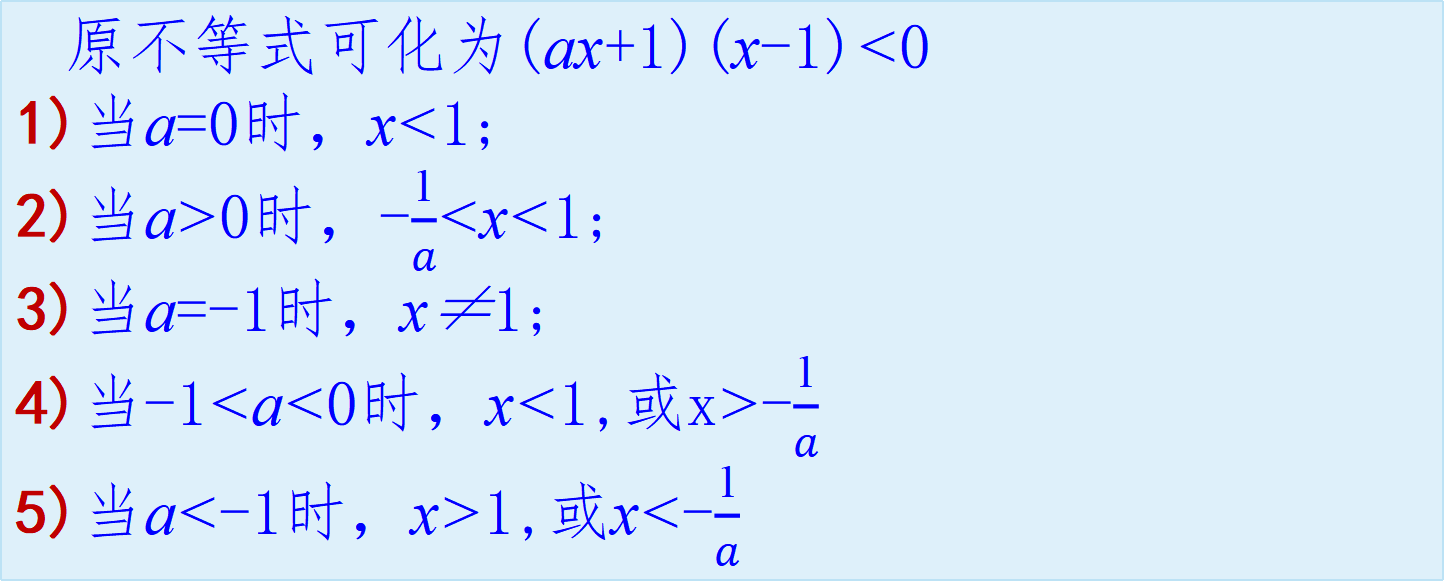 原不等式可化为(ax+1)(x-1)<0
1)当a=0时，x<1;
2)当a>0时，-1/a<x<1;
3)当a=-1时，x≠1;
4)当-1<a<0时，x<1,或x>-1/a
5)当a<-1时，x>1,或x<-1/a